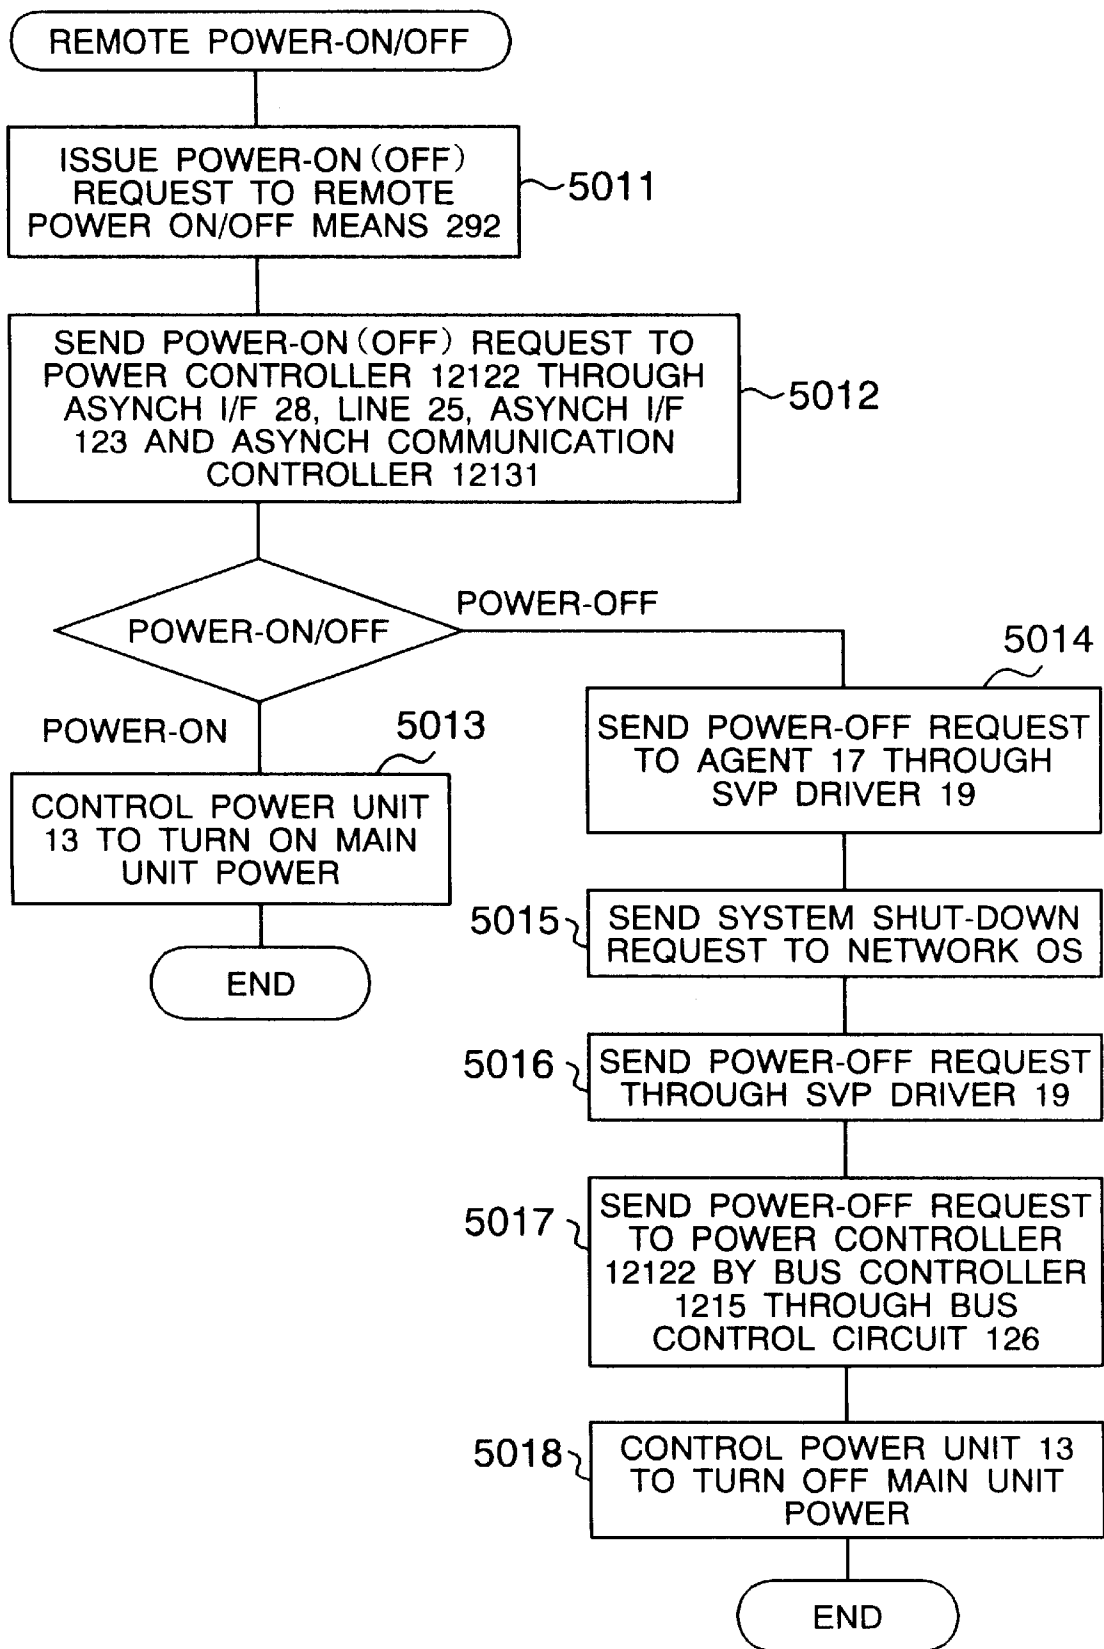 REMOTE POWER-ON/OFF
ISSUE POWER-ON (OFF)
REQUEST TO REMOTE
POWER ON/OFF MEANS 292
5011
SEND POWER-ON (OFF) REQUEST TO
POWER CONTROLLER 12122 THROUGH
ASYNCH I/F 28, LINE 25, ASYNCH I/F
123 AND ASYNCH COMMUNICATION
CONTROLLER 12131
5012
POWER-ON/OFF
POWER-OFF
POWER-ON
5013
CONTROL POWER UNIT
13 TO TURN ON MAIN
UNIT POWER
END
5014
SEND POWER-OFF REQUEST
TO AGENT 17 THROUGH
SVP DRIVER 19
5015
SEND SYSTEM SHUT-DOWN
REQUEST TO NETWORK OS
5016
SEND POWER-OFF REQUEST
THROUGH SVP DRIVER 19
5017
SEND POWER-OFF REQUEST
TO POWER CONTROLLER
12122 BY BUS CONTROLLER
1215 THROUGH BUS
CONTROL CIRCUIT 126
5018
CONTROL POWER UNIT 13
TO TURN OFF MAIN UNIT
POWER
END